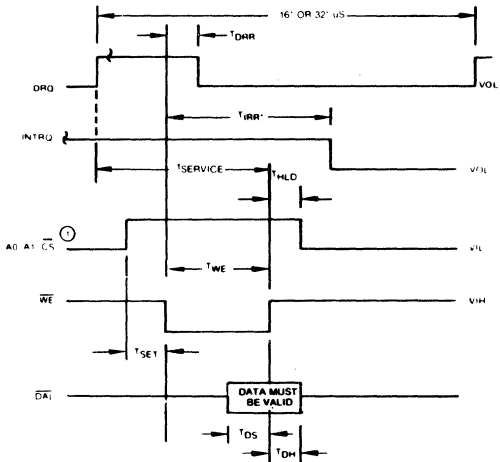 16* OR 32* uS
TDRR
DRQ
VOL
TIRR*
INTRQ
TSERVICE
THLD
VOL
1
A0 A1 CS
VIL
TWE
WE
VIH
TSET
DAL
DATA MUST
BE VALID
TDS
TDH